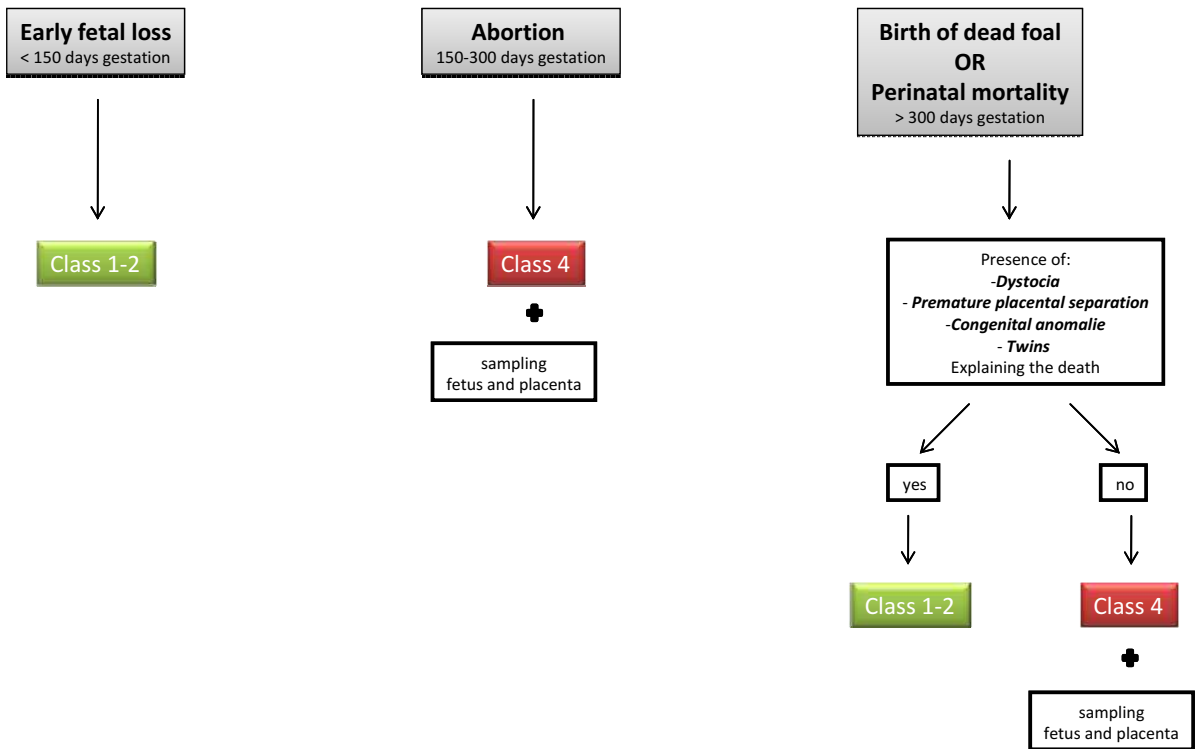 Early fetal loss
< 150 days gestation
Class 1-2
Abortion
150-300 days gestation
Class 4
sampling
fetus and placenta
Birth of dead foal
OR
Perinatal mortality
> 300 days gestation
Presence of:
-Dystocia
- Premature placental separation
-Congenital anomalie
- Twins
Explaining the death
yes
no
Class 1-2
Class 4
sampling
fetus and placenta